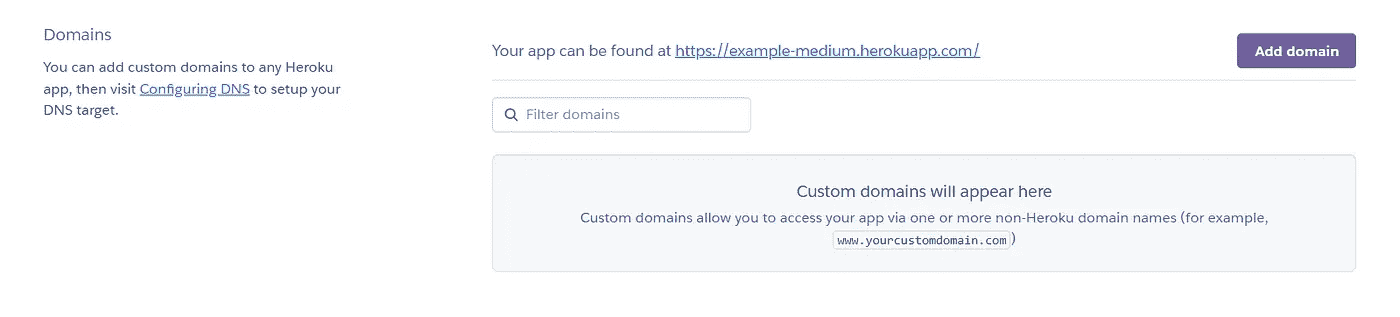 Domains
You can add custom domains to any Heroku
app, then visit Configuring DNS to setup your
DNS target.
Your app can be found at https://example-medium.herokuapp.com/
Add domain
Filter domains
Custom domains will appear here
Custom domains allow you to access your app via one or more non-Heroku domain names (for example,
www.yourcustomdomain.com)